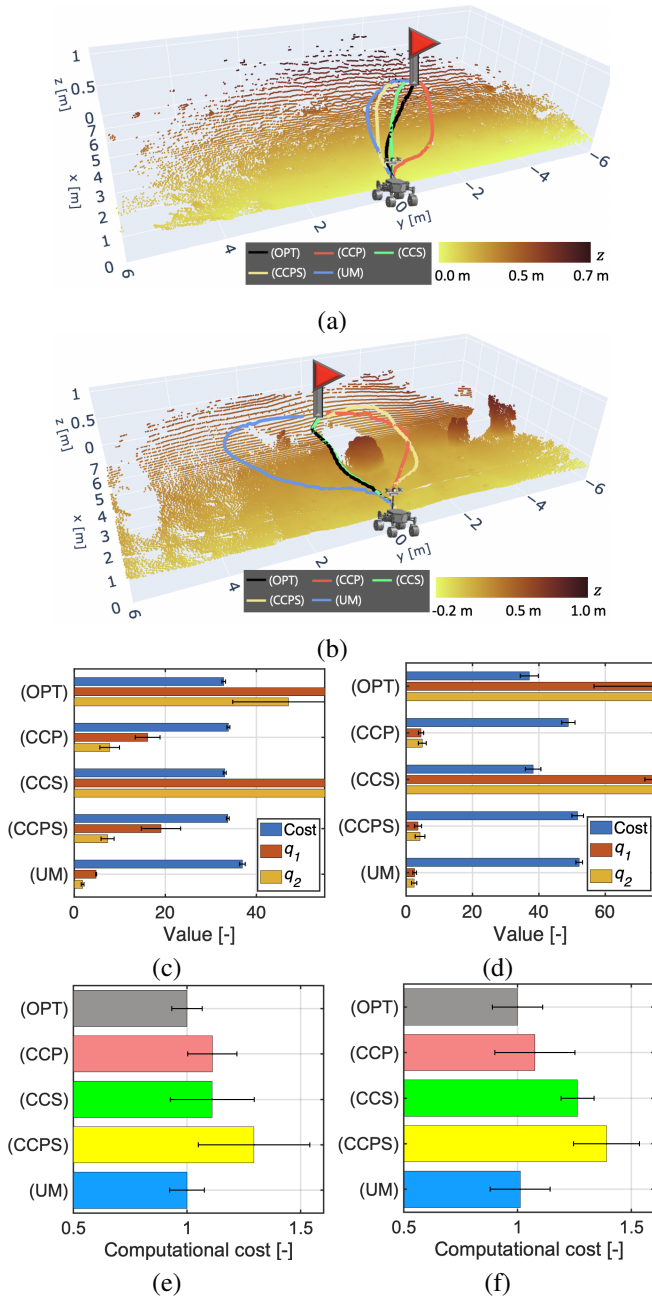 1
0.5
0
z [m]
7
6
5
4
3
2
1
0
x [m]
6
4
2
0
−2
−4
−6
y [m]
(OPT) (CCP) (CCS)
(CCPS) (UM)
z
0.0 m 0.5 m 0.7 m
(a)
1
0.5
0
z [m]
7
6
5
4
3
2
1
0
x [m]
6
4
2
0
−2
−4
−6
y [m]
(OPT) (CCP) (CCS)
(CCPS) (UM)
z
-0.2 m 0.5 m 1.0 m
(b)
(OPT)
(CCP)
(CCS)
(CCPS)
(UM)
Cost
q1
q2
0 20 40
Value [-]
(c)
(OPT)
(CCP)
(CCS)
(CCPS)
(UM)
Cost
q1
q2
0 20 40 60
Value [-]
(d)
(OPT)
(CCP)
(CCS)
(CCPS)
(UM)
0.5 1 1.5
Computational cost [-]
(e)
(OPT)
(CCP)
(CCS)
(CCPS)
(UM)
0.5 1 1.5
Computational cost [-]
(f)